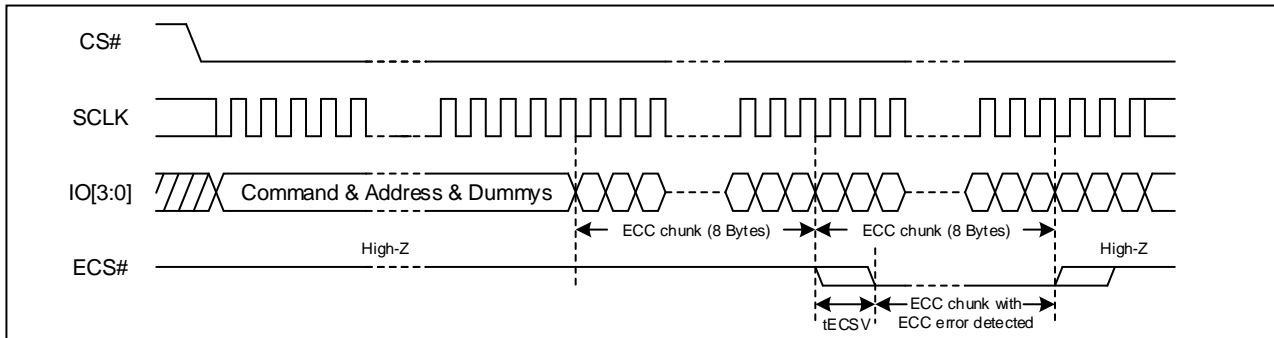 CS#
SCLK
IO[3:0]
Command & Address & Dummys
ECC chunk (8 Bytes)
ECC chunk (8 Bytes)
High-Z
High-Z
ECS#
tECSV
ECC chunk with
ECC error detected